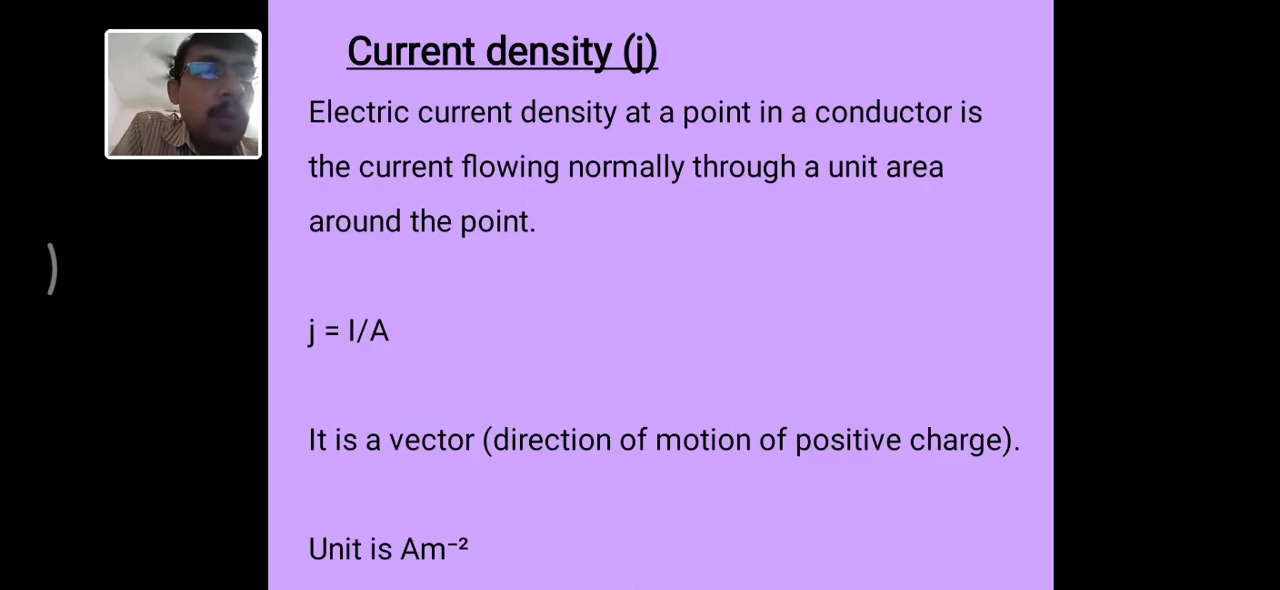 Current density (j)
Electric current density at a point in a conductor is
the current flowing normally through a unit area
around the point.
j = I/A
It is a vector (direction of motion of positive charge).
Unit is Am⁻²